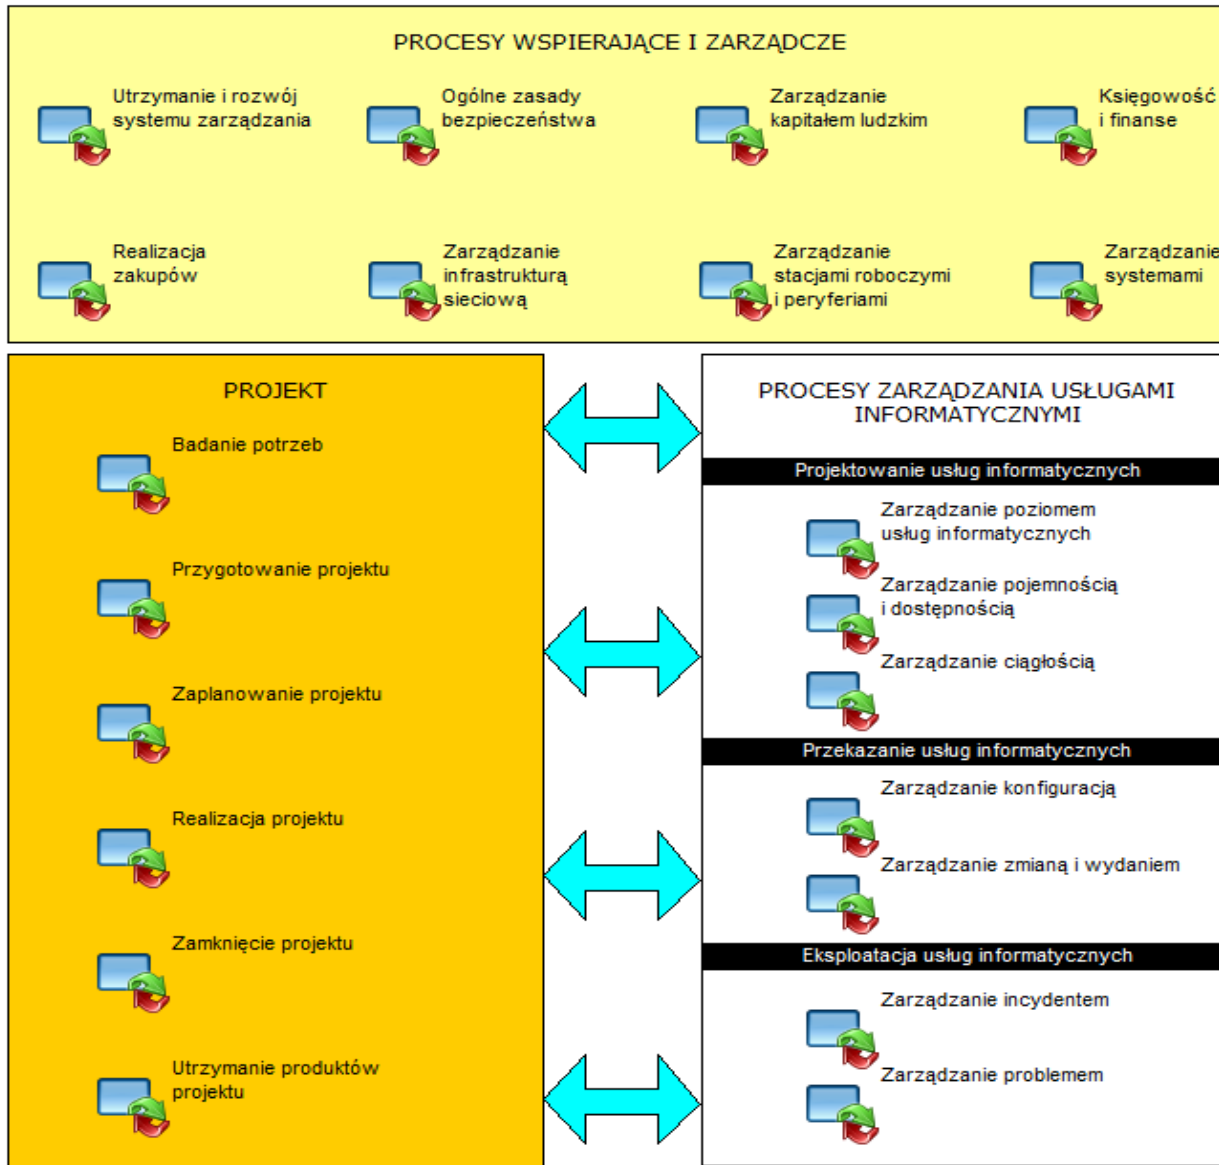 PROCESY WSPIERAJĄCE I ZARZĄDCZE
Utrzymanie i rozwój
systemu zarządzania
Ogólne zasady
bezpieczeństwa
Zarządzanie
kapitałem ludzkim
Księgowość
i finanse
Realizacja
zakupów
Zarządzanie
infrastrukturą
sieciową
Zarządzanie
stacjami roboczymi
i peryferiami
Zarządzanie
systemami
PROJEKT
Badanie potrzeb
Przygotowanie projektu
Zaplanowanie projektu
Realizacja projektu
Zamknięcie projektu
Utrzymanie produktów
projektu
PROCESY ZARZĄDZANIA USŁUGAMI
INFORMATYCZNYMI
Projektowanie usług informatycznych
Zarządzanie poziomem
usług informatycznych
Zarządzanie pojemnością
i dostępnością
Zarządzanie ciągłością
Przekazanie usług informatycznych
Zarządzanie konfiguracją
Zarządzanie zmianą i wydaniem
Eksploatacja usług informatycznych
Zarządzanie incydentem
Zarządzanie problemem